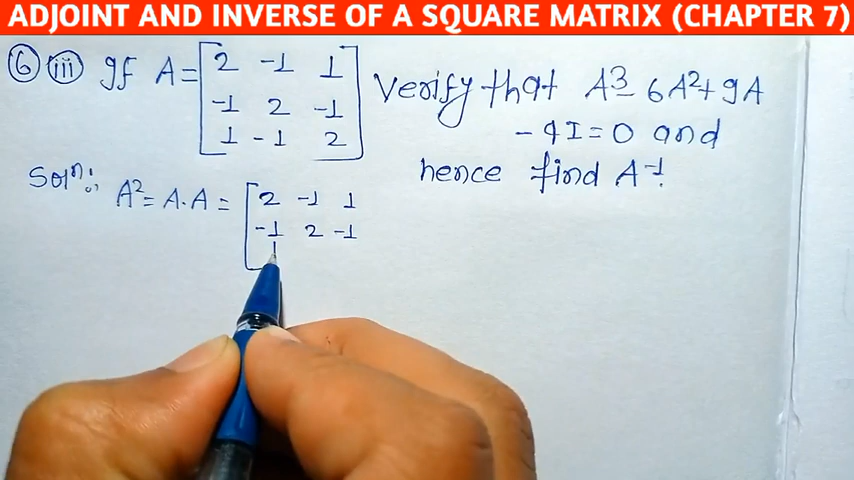 ADJOINT AND INVERSE OF A SQUARE MATRIX (CHAPTER 7)
6 iii If A = [ 2 -1 1 Verify that A3 - 6A2 + 9A
-1 2 -1 - 4I = 0 and
1 -1 2 ] hence find A-1.
Soln: A2 = A.A = [ 2 -1 1
-1 2 -1
1